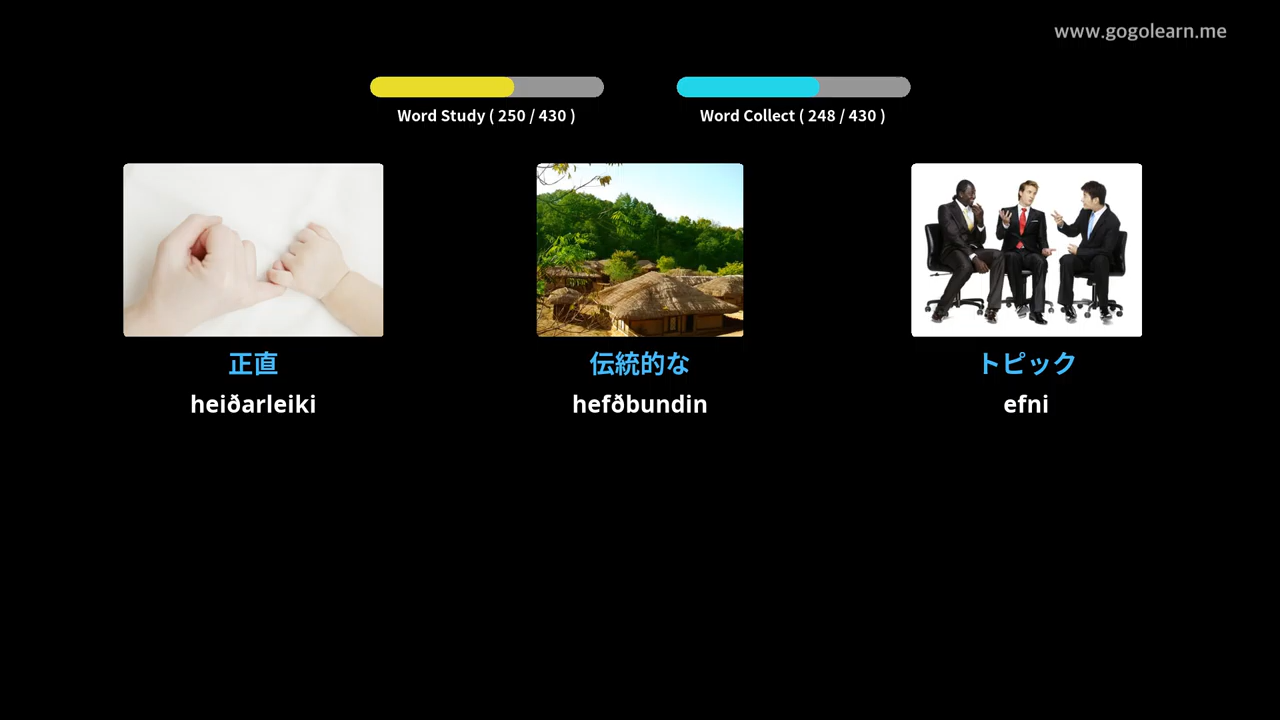 www.gogolearn.me
Word Study ( 250 / 430 )
Word Collect ( 248 / 430 )
正直
伝統的な
トピック
heiðarleiki
hefðbundin
efni